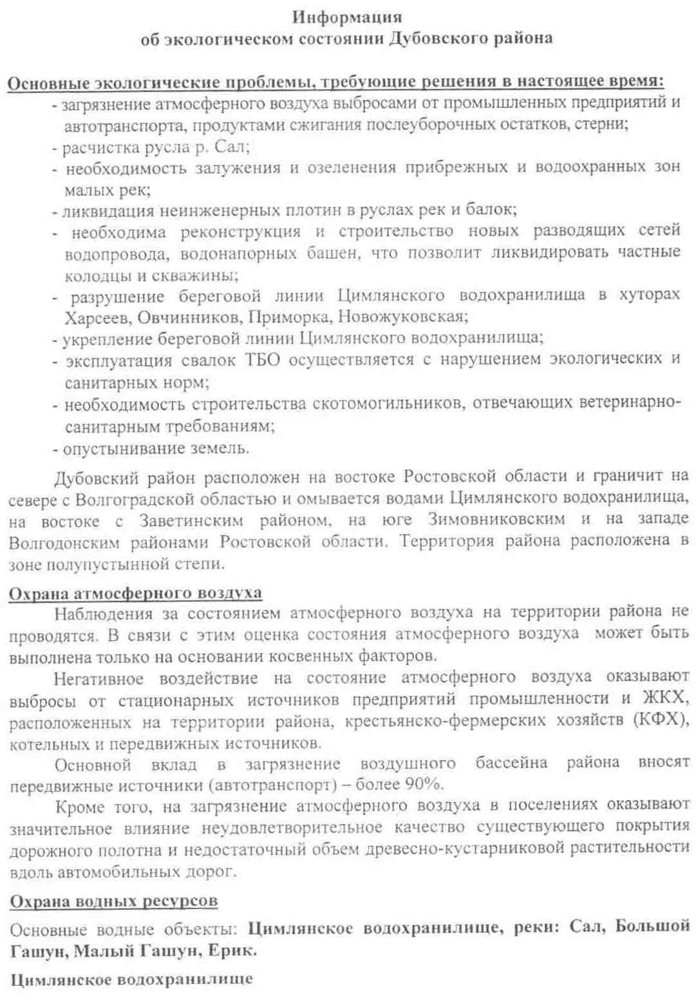 Информация
об экологическом состоянии Дубовского района
Основные экологические проблемы, требующие решения в настоящее время:
- загрязнение атмосферного воздуха выбросами от промышленных предприятий и
автотранспорта, продуктами сжигания послеуборочных остатков, стерни;
- расчистка русла р. Сал;
- необходимость залужения и озеленения прибрежных и водоохранных зон
малых рек;
- ликвидация неинженерных плотин в руслах рек и балок;
- необходима реконструкция и строительство новых разводящих сетей
водопровода, водонапорных башен, что позволит ликвидировать частные
колодцы и скважины;
- разрушение береговой линии Цимлянского водохранилища в хуторах
Харсеев, Овчинников, Приморка, Новожуковская;
- укрепление береговой линии Цимлянского водохранилища;
- эксплуатация свалок ТБО осуществляется с нарушением экологических и
санитарных норм;
- необходимость строительства скотомогильников, отвечающих ветеринарно-
санитарным требованиям;
- опустынивание земель.
Дубовский район расположен на востоке Ростовской области и граничит на
севере с Волгоградской областью и омывается водами Цимлянского водохранилища,
на востоке с Заветинским районом, на юге Зимовниковским и на западе
Волгодонским районами Ростовской области. Территория района расположена в
зоне полупустынной степи.
Охрана атмосферного воздуха
Наблюдения за состоянием атмосферного воздуха на территории района не
проводятся. В связи с этим оценка состояния атмосферного воздуха может быть
выполнена только на основании косвенных факторов.
Негативное воздействие на состояние атмосферного воздуха оказывают
выбросы от стационарных источников предприятий промышленности и ЖКХ,
расположенных на территории района, крестьянско-фермерских хозяйств (КФХ),
котельных и передвижных источников.
Основной вклад в загрязнение воздушного бассейна района вносят
передвижные источники (автотранспорт) – более 90%.
Кроме того, на загрязнение атмосферного воздуха в поселениях оказывают
значительное влияние неудовлетворительное качество существующего покрытия
дорожного полотна и недостаточный объем древесно-кустарниковой растительности
вдоль автомобильных дорог.
Охрана водных ресурсов
Основные водные объекты: Цимлянское водохранилище, реки: Сал, Большой
Гашун, Малый Гашун, Ерик.
Цимлянское водохранилище